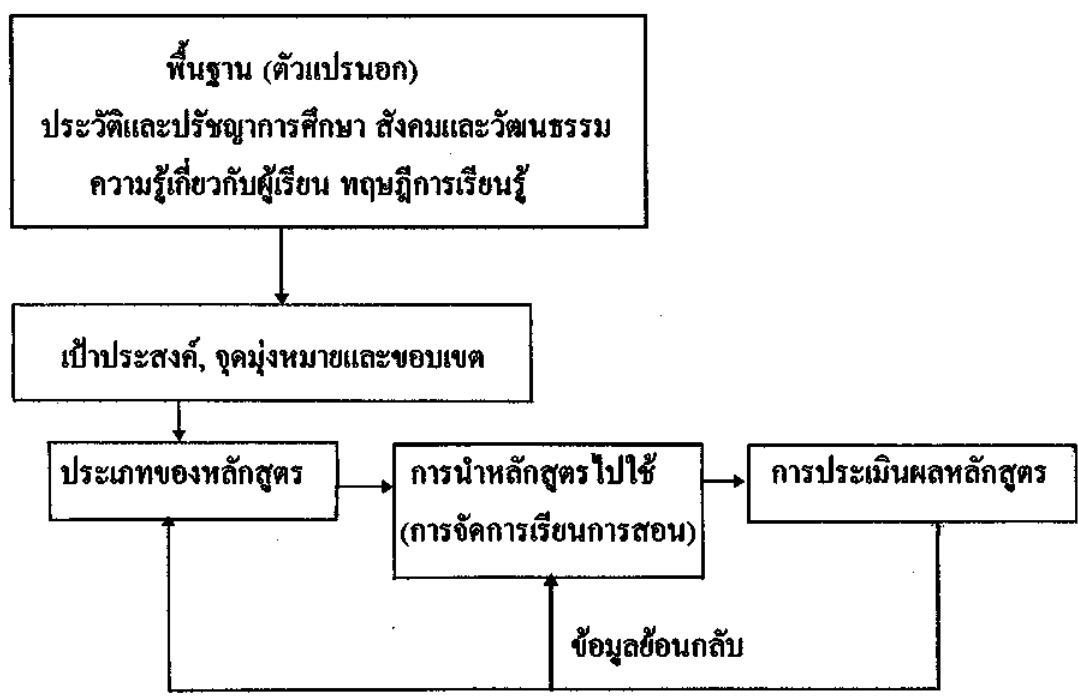 พื้นฐาน (ตัวแปรนอก)
ประวัติและปรัชญาการศึกษา สังคมและวัฒนธรรม
ความรู้เกี่ยวกับผู้เรียน ทฤษฎีการเรียนรู้
เป้าประสงค์, จุดมุ่งหมายและขอบเขต
ประเภทของหลักสูตร
การนำหลักสูตรไปใช้
(การจัดการเรียนการสอน)
การประเมินผลหลักสูตร
ข้อมูลย้อนกลับ